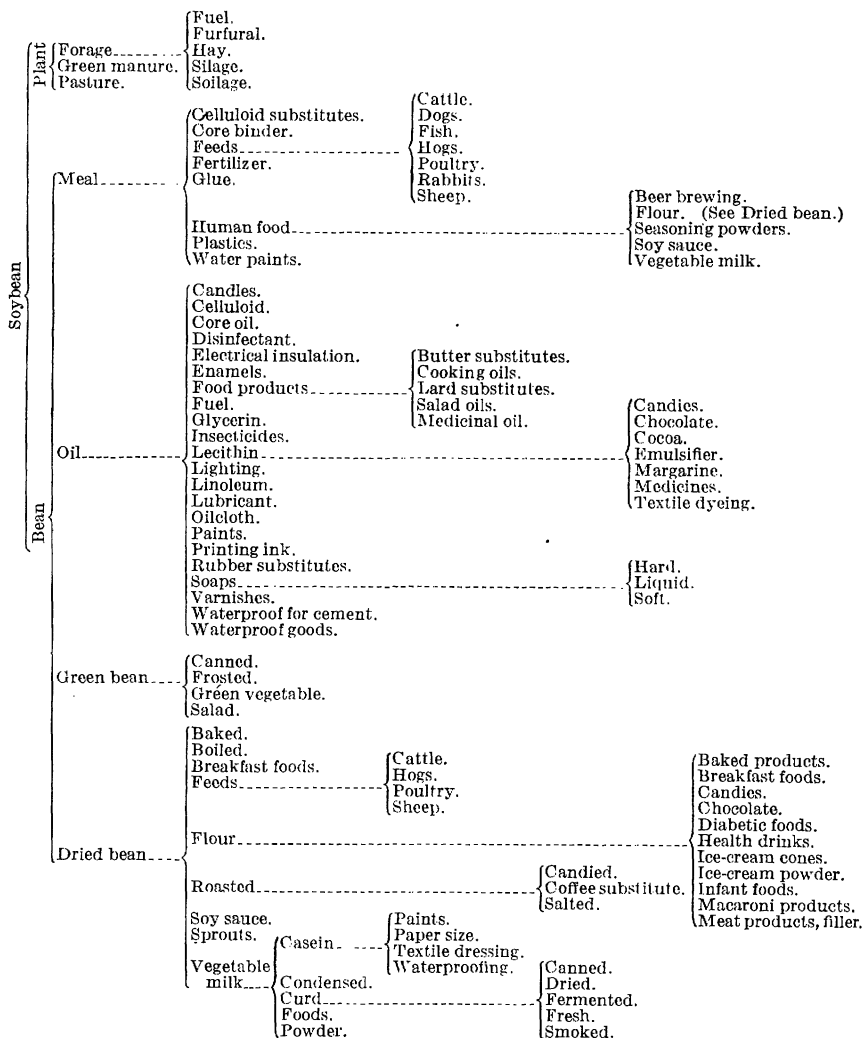 Soybean
Plant
Forage
Green manure.
Pasture.
Fuel.
Furfural.
Hay.
Silage.
Soilage.
Bean
Meal
Celluloid substitutes.
Core binder.
Feeds
Fertilizer.
Glue.
Human food
Plastics.
Water paints.
Cattle.
Dogs.
Fish.
Hogs.
Poultry.
Rabbits.
Sheep.
Beer brewing.
Flour. (See Dried bean.)
Seasoning powders.
Soy sauce.
Vegetable milk.
Oil
Candles.
Celluloid.
Core oil.
Disinfectant.
Electrical insulation.
Enamels.
Food products
Fuel.
Glycerin.
Insecticides.
Lecithin
Lighting.
Linoleum.
Lubricant.
Oilcloth.
Paints.
Printing ink.
Rubber substitutes.
Soaps
Varnishes.
Waterproof for cement.
Waterproof goods.
Butter substitutes.
Cooking oils.
Lard substitutes.
Salad oils.
Medicinal oil.
Candies.
Chocolate.
Cocoa.
Emulsifier.
Margarine.
Medicines.
Textile dyeing.
Hard.
Liquid.
Soft.
Green bean
Canned.
Frosted.
Green vegetable.
Salad.
Dried bean
Baked.
Boiled.
Breakfast foods.
Feeds
Flour
Roasted
Soy sauce.
Sprouts.
Vegetable
milk
Cattle.
Hogs.
Poultry.
Sheep.
Baked products.
Breakfast foods.
Candies.
Chocolate.
Diabetic foods.
Health drinks.
Ice-cream cones.
Ice-cream powder.
Infant foods.
Macaroni products.
Meat products, filler.
Candied.
Coffee substitute.
Salted.
Casein
Condensed.
Curd
Foods.
Powder.
Paints.
Paper size.
Textile dressing.
Waterproofing.
Canned.
Dried.
Fermented.
Fresh.
Smoked.